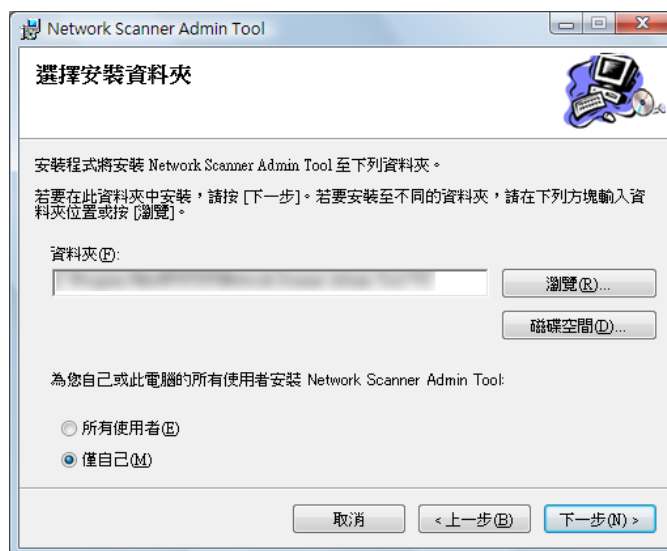 Network Scanner Admin Tool
選擇安裝資料夾
安裝程式將安裝 Network Scanner Admin Tool 至下列資料夾。
若要在此資料夾中安裝，請按 [下一步]。若要安裝至不同的資料夾，請在下列方塊輸入資
料夾位置或按 [瀏覽]。
資料夾(F):
瀏覽(R)...
磁碟空間(D)...
為您自己或此電腦的所有使用者安裝 Network Scanner Admin Tool:
所有使用者(E)
僅自己(M)
取消
<上一步(B)
下一步(N) >